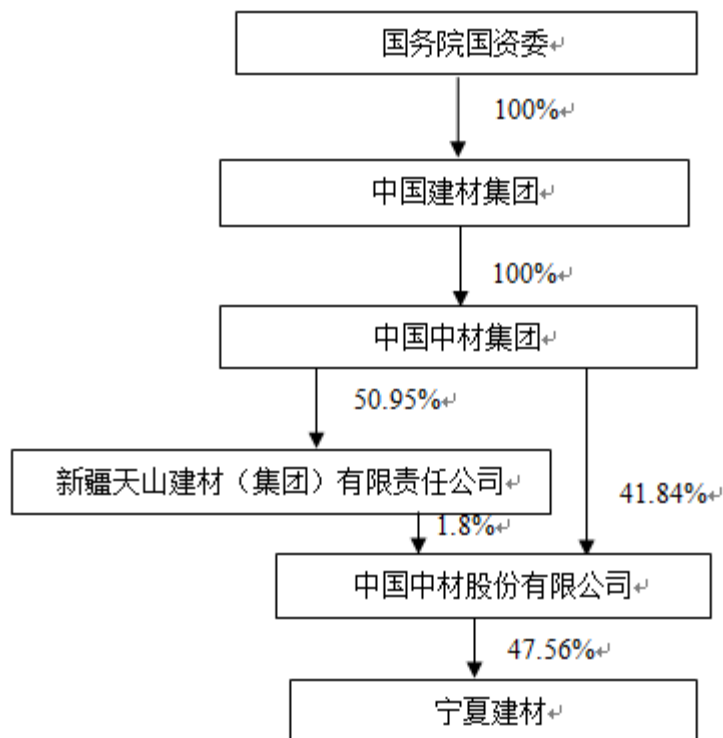 国务院国资委↵
100%↵
中国建材集团↵
100%↵
中国中材集团↵
50.95%↵
新疆天山建材（集团）有限责任公司↵
41.84%↵
1.8%↵
中国中材股份有限公司↵
47.56%↵
宁夏建材↵